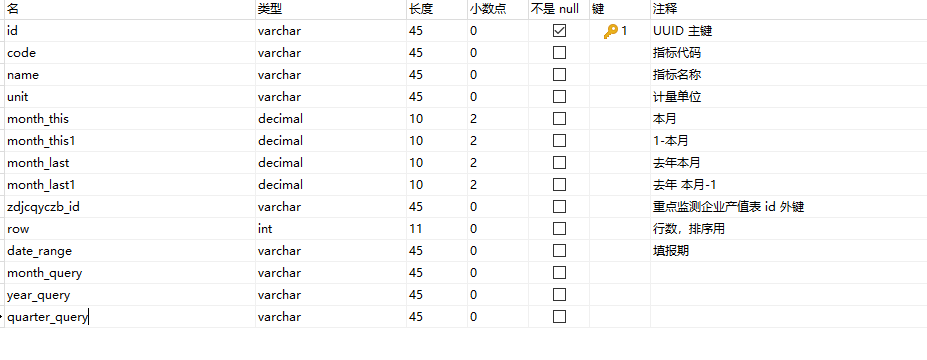 名 类型 长度 小数点 不是 null 键 注释
id varchar 45 0 1 UUID 主键
code varchar 45 0 指标代码
name varchar 45 0 指标名称
unit varchar 45 0 计量单位
month_this decimal 10 2 本月
month_this1 decimal 10 2 1-本月
month_last decimal 10 2 去年本月
month_last1 decimal 10 2 去年 本月-1
zdjcqyczb_id varchar 45 0 重点监测企业产值表 id 外键
row int 11 0 行数，排序用
date_range varchar 45 0 填报期
month_query varchar 45 0
year_query varchar 45 0
quarter_query varchar 45 0